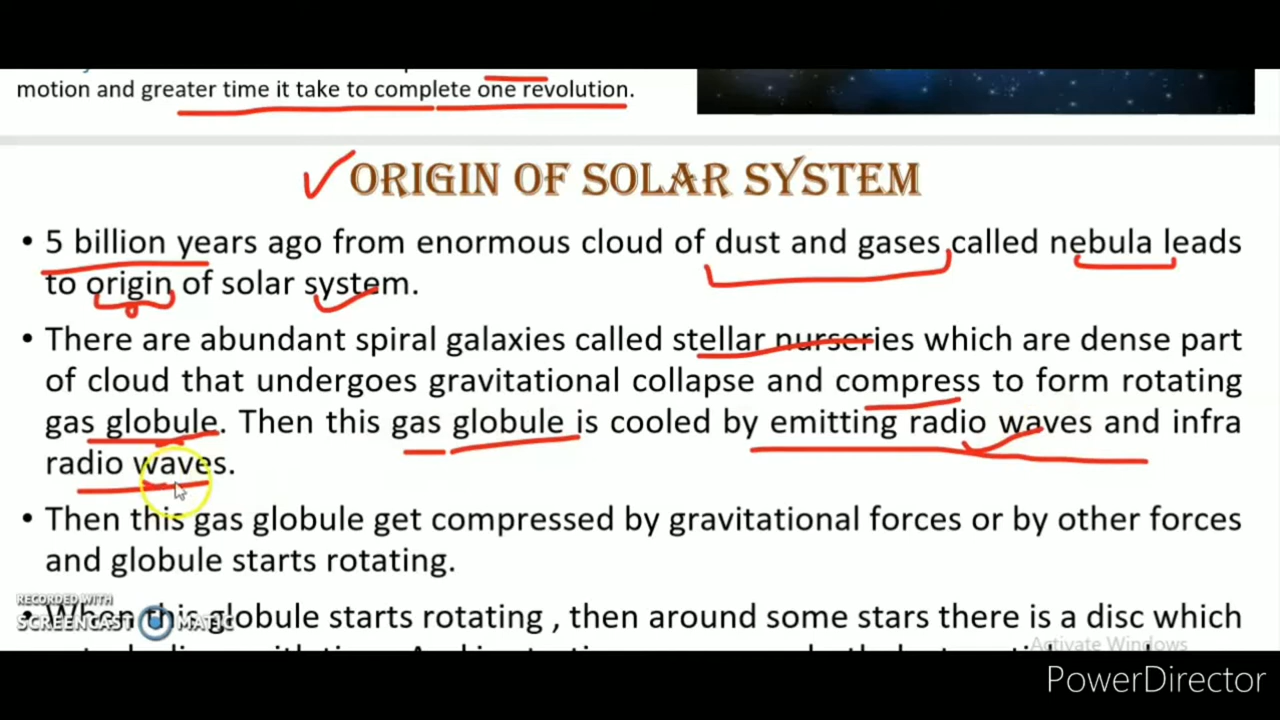 motion and greater time it take to complete one revolution.
ORIGIN OF SOLAR SYSTEM
• 5 billion years ago from enormous cloud of dust and gases called nebula leads
to origin of solar system.
• There are abundant spiral galaxies called stellar nurseries which are dense part
of cloud that undergoes gravitational collapse and compress to form rotating
gas globule. Then this gas globule is cooled by emitting radio waves and infra
radio waves.
• Then this gas globule get compressed by gravitational forces or by other forces
and globule starts rotating.
RECORDED WITH
• When this globule starts rotating , then around some stars there is a disc which
SCREENCAST MATIC
Activate Windows
PowerDirector